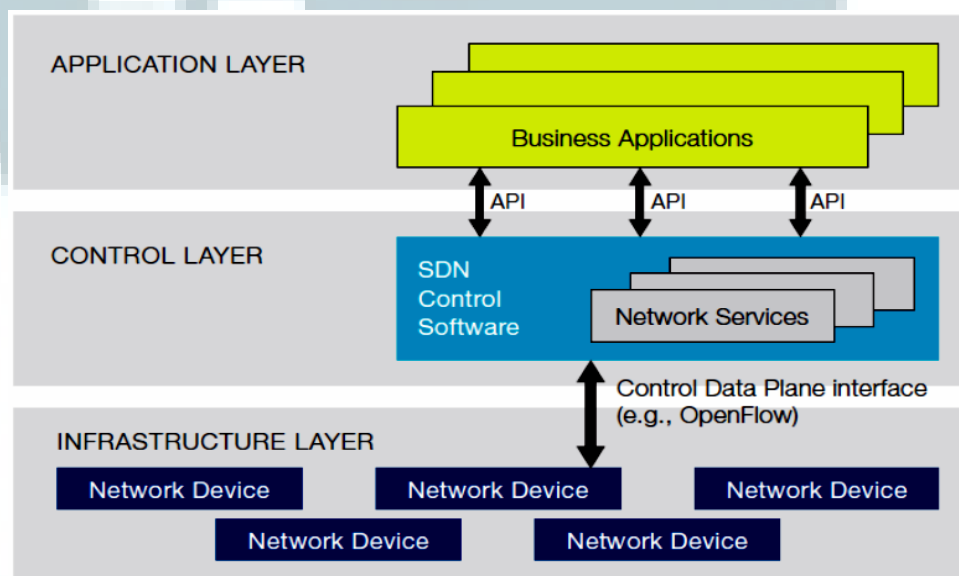 APPLICATION LAYER
Business Applications
API
API
API
CONTROL LAYER
SDN
Control
Software
Network Services
Control Data Plane interface
(e.g., OpenFlow)
INFRASTRUCTURE LAYER
Network Device
Network Device
Network Device
Network Device
Network Device